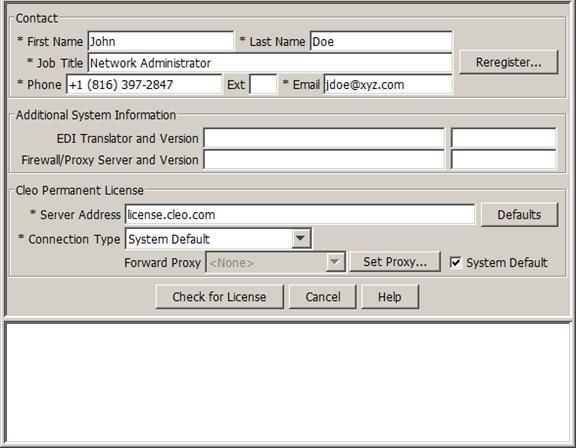 Contact
* First Name John * Last Name Doe
* Job Title Network Administrator Reregister...
* Phone +1 (816) 397-2847 Ext * Email jdoe@xyz.com
Additional System Information
EDI Translator and Version
Firewall/Proxy Server and Version
Cleo Permanent License
* Server Address license.cleo.com Defaults
* Connection Type System Default
Forward Proxy <None> Set Proxy... System Default
Check for License Cancel Help